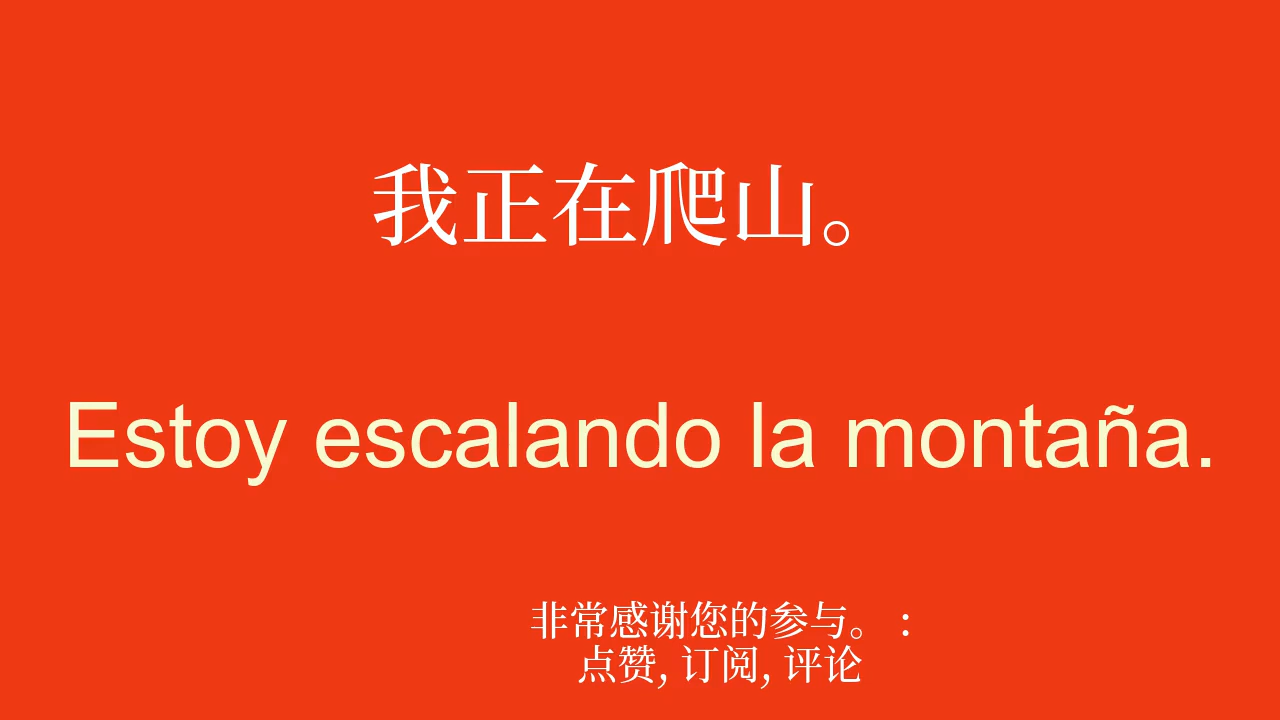 我正在爬山。
Estoy escalando la montaña.
非常感谢您的参与。 :
点赞, 订阅, 评论